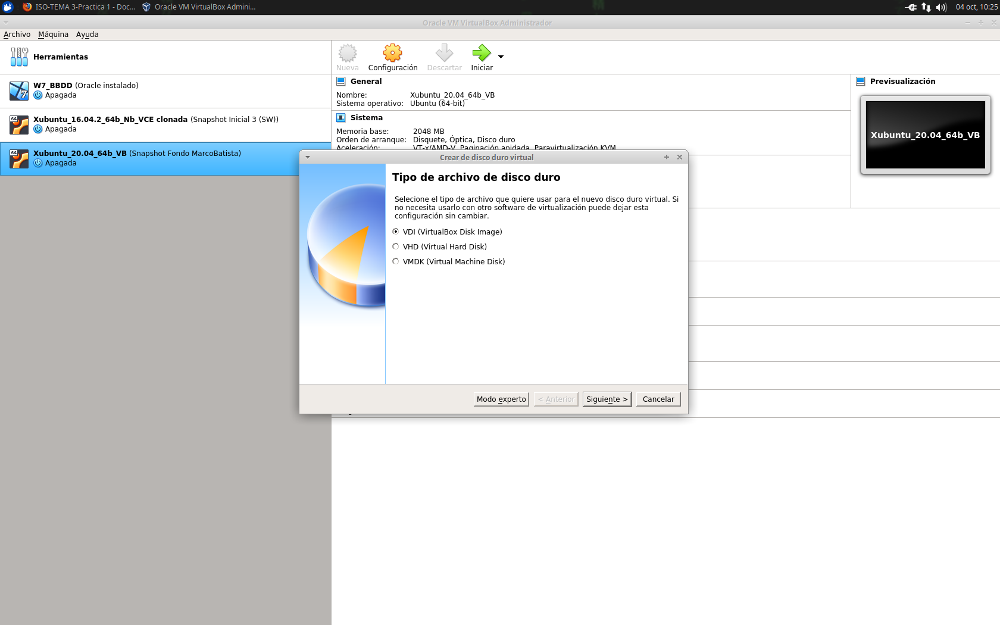 ISO-TEMA 3-Practica 1 - Doc...
Oracle VM VirtualBox Admini...
04 oct, 10:25
Oracle VM VirtualBox Administrador
Archivo Máquina Ayuda
Herramientas
Nueva
Configuración
Descartar
Iniciar
W7_BBDD (Oracle instalado)
Apagada
Xubuntu_16.04.2_64b_Nb_VCE clonada (Snapshot Inicial 3 (SW))
Apagada
Xubuntu_20.04_64b_VB (Snapshot Fondo MarcoBatista)
Apagada
General
Nombre: Xubuntu_20.04_64b_VB
Sistema operativo: Ubuntu (64-bit)
Sistema
Memoria base: 2048 MB
Orden de arranque: Disquete, Óptica, Disco duro
Aceleración: VT-x/AMD-V, Paginación anidada, Paravirtualización KVM
Previsualización
Xubuntu_20.04_64b_VB
Crear de disco duro virtual
Tipo de archivo de disco duro
Selecione el tipo de archivo que quiere usar para el nuevo disco duro virtual. Si
no necesita usarlo con otro software de virtualización puede dejar esta
configuración sin cambiar.
VDI (VirtualBox Disk Image)
VHD (Virtual Hard Disk)
VMDK (Virtual Machine Disk)
Modo experto
< Anterior
Siguiente >
Cancelar